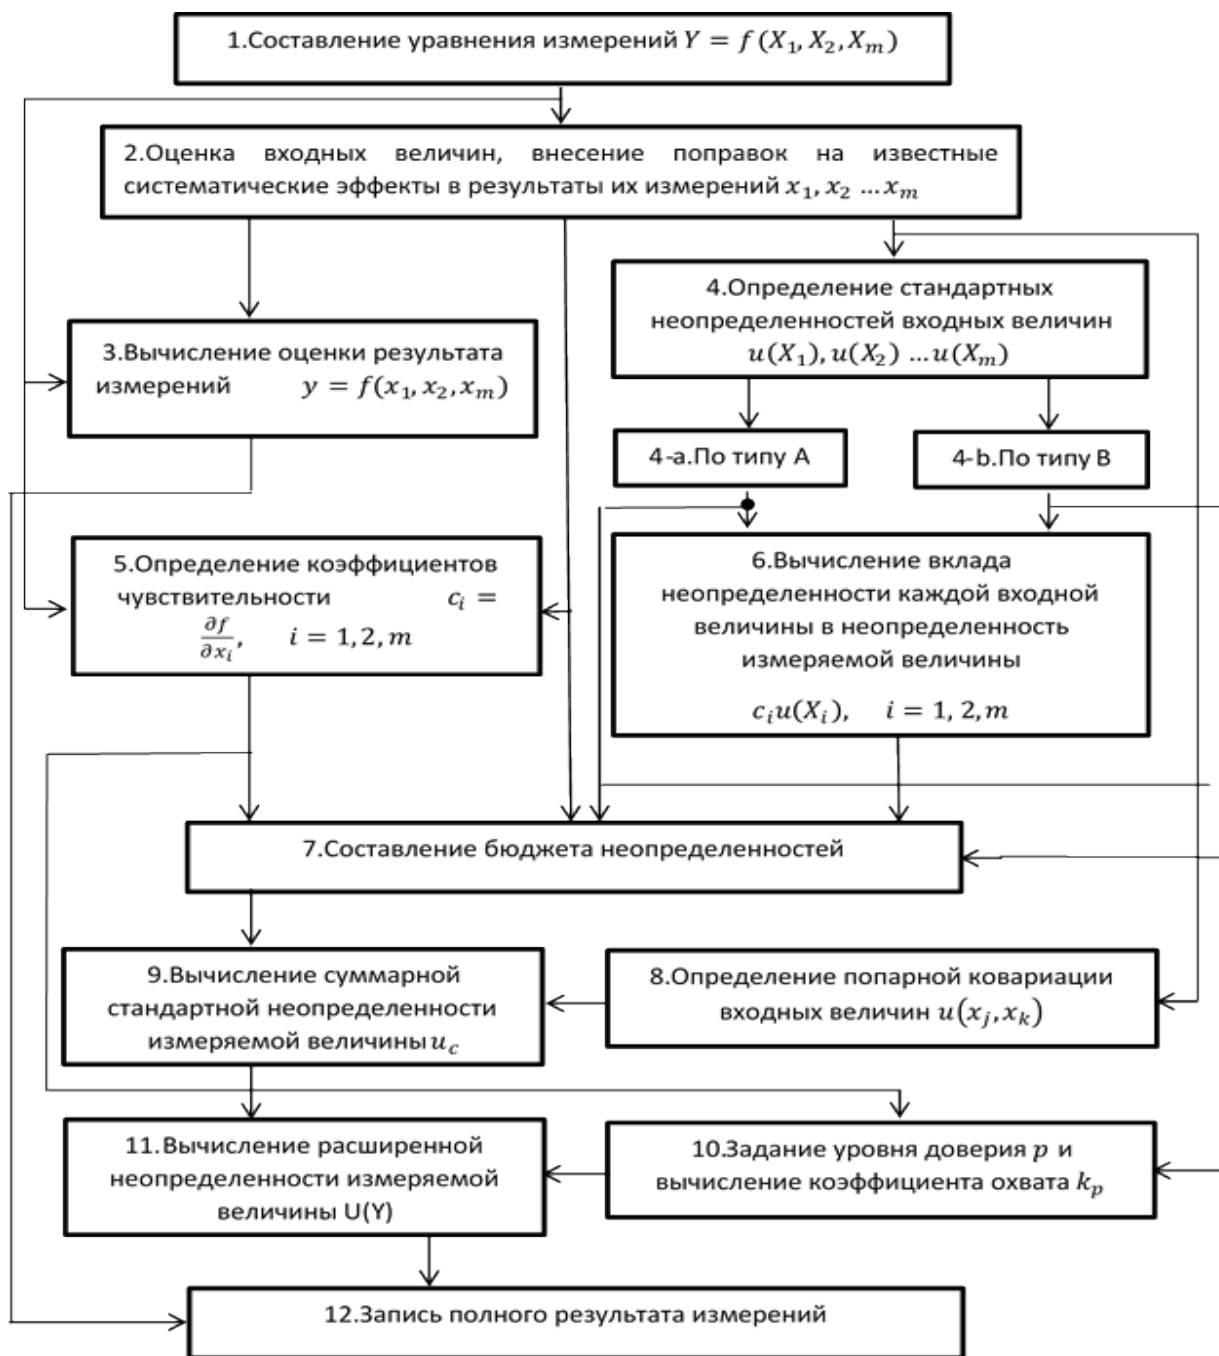 1.Составление уравнения измерений Y = f (X₁, X₂, Xₘ)
2.Оценка входных величин, внесение поправок на известные
систематические эффекты в результаты их измерений x₁, x₂ … xₘ
4.Определение стандартных
неопределенностей входных величин
u(X₁), u(X₂) … u(Xₘ)
3.Вычисление оценки результата
измерений y = f(x₁, x₂, xₘ)
4-a.По типу A
4-b.По типу B
5.Определение коэффициентов
чувствительности cᵢ =
∂f/∂xᵢ, i = 1, 2, m
6.Вычисление вклада
неопределенности каждой входной
величины в неопределенность
измеряемой величины
cᵢu(Xᵢ), i = 1, 2, m
7.Составление бюджета неопределенностей
9.Вычисление суммарной
стандартной неопределенности
измеряемой величины u_c
8.Определение попарной ковариации
входных величин u(xⱼ, xₖ)
11.Вычисление расширенной
неопределенности измеряемой
величины U(Y)
10.Задание уровня доверия p и
вычисление коэффициента охвата kₚ
12.Запись полного результата измерений